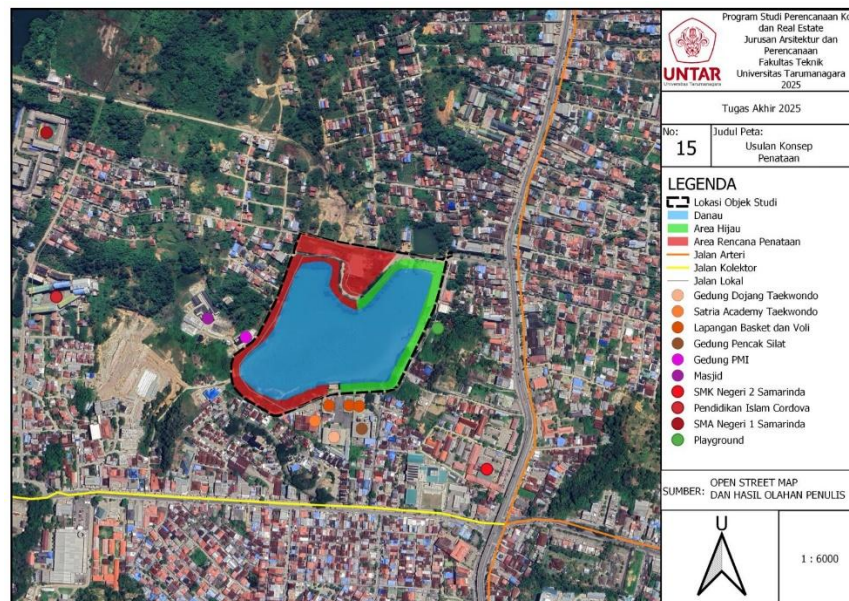 Program Studi Perencanaan Ko
dan Real Estate
Jurusan Arsitektur dan
Perencanaan
Fakultas Teknik
Universitas Tarumanagara
2025
UNTAR
Universitas Tarumanagara
Tugas Akhir 2025
No:
15
Judul Peta:
Usulan Konsep
Penataan
LEGENDA
Lokasi Objek Studi
Danau
Area Hijau
Area Rencana Penataan
Jalan Arteri
Jalan Kolektor
Jalan Lokal
Gedung Dojang Taekwondo
Satria Academy Taekwondo
Lapangan Basket dan Voli
Gedung Pencak Silat
Gedung PMI
Masjid
SMK Negeri 2 Samarinda
Pendidikan Islam Cordova
SMA Negeri 1 Samarinda
Playground
SUMBER: OPEN STREET MAP
DAN HASIL OLAHAN PENULIS
U
1 : 6000